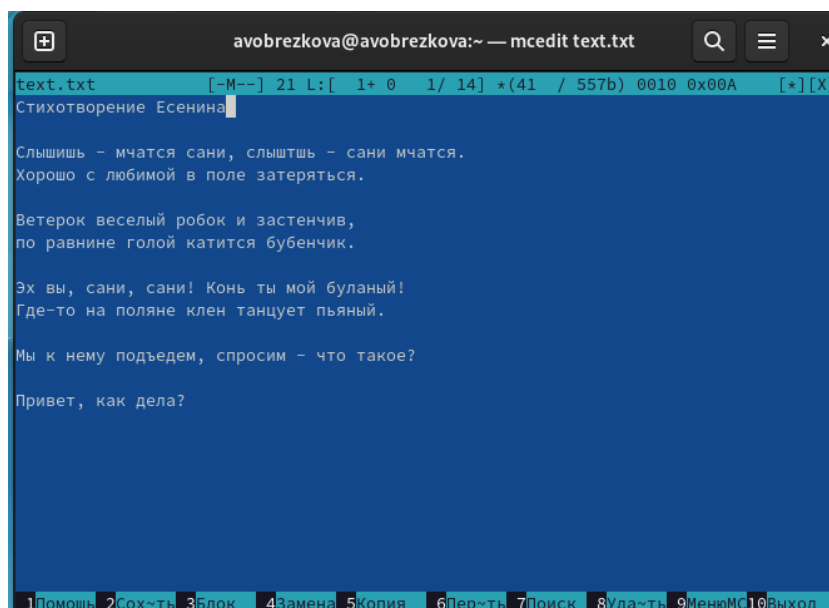 avobrezkova@avobrezkova:~ — mcedit text.txt
text.txt [-M--] 21 L:[ 1+ 0 1/ 14] *(41 / 557b) 0010 0x00A [*][X
Стихотворение Есенина
Слышишь - мчатся сани, слыштшь - сани мчатся.
Хорошо с любимой в поле затеряться.
Ветерок веселый робок и застенчив,
по равнине голой катится бубенчик.
Эх вы, сани, сани! Конь ты мой буланый!
Где-то на поляне клен танцует пьяный.
Мы к нему подъедем, спросим - что такое?
Привет, как дела?
1Помощь 2Сох~ть 3Блок 4Замена 5Копия 6Пер~ть 7Поиск 8Уда~ть 9МенюMC10Выход